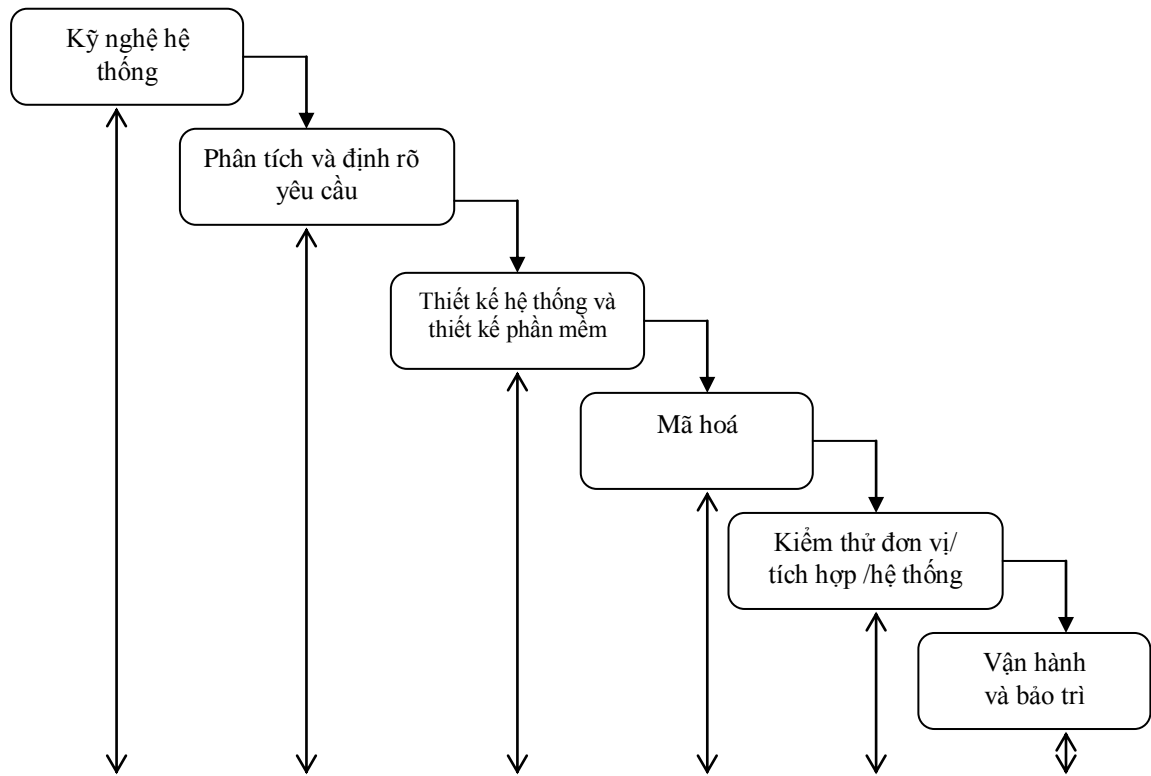 Kỹ nghệ hệ
thống
Phân tích và định rõ
yêu cầu
Thiết kế hệ thống và
thiết kế phần mềm
Mã hoá
Kiểm thử đơn vị/
tích hợp /hệ thống
Vận hành
và bảo trì